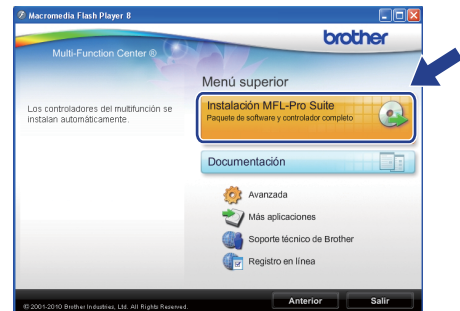 Macromedia Flash Player 8
brother
Multi-Function Center ®
Menú superior
Los controladores del multifunción se
instalan automáticamente.
Instalación MFL-Pro Suite
Paquete de software y controlador completo
Documentación
Avanzada
Más aplicaciones
Soporte técnico de Brother
Registro en línea
© 2001-2010 Brother Industries, Ltd. All Rights Reserved.
Anterior
Salir